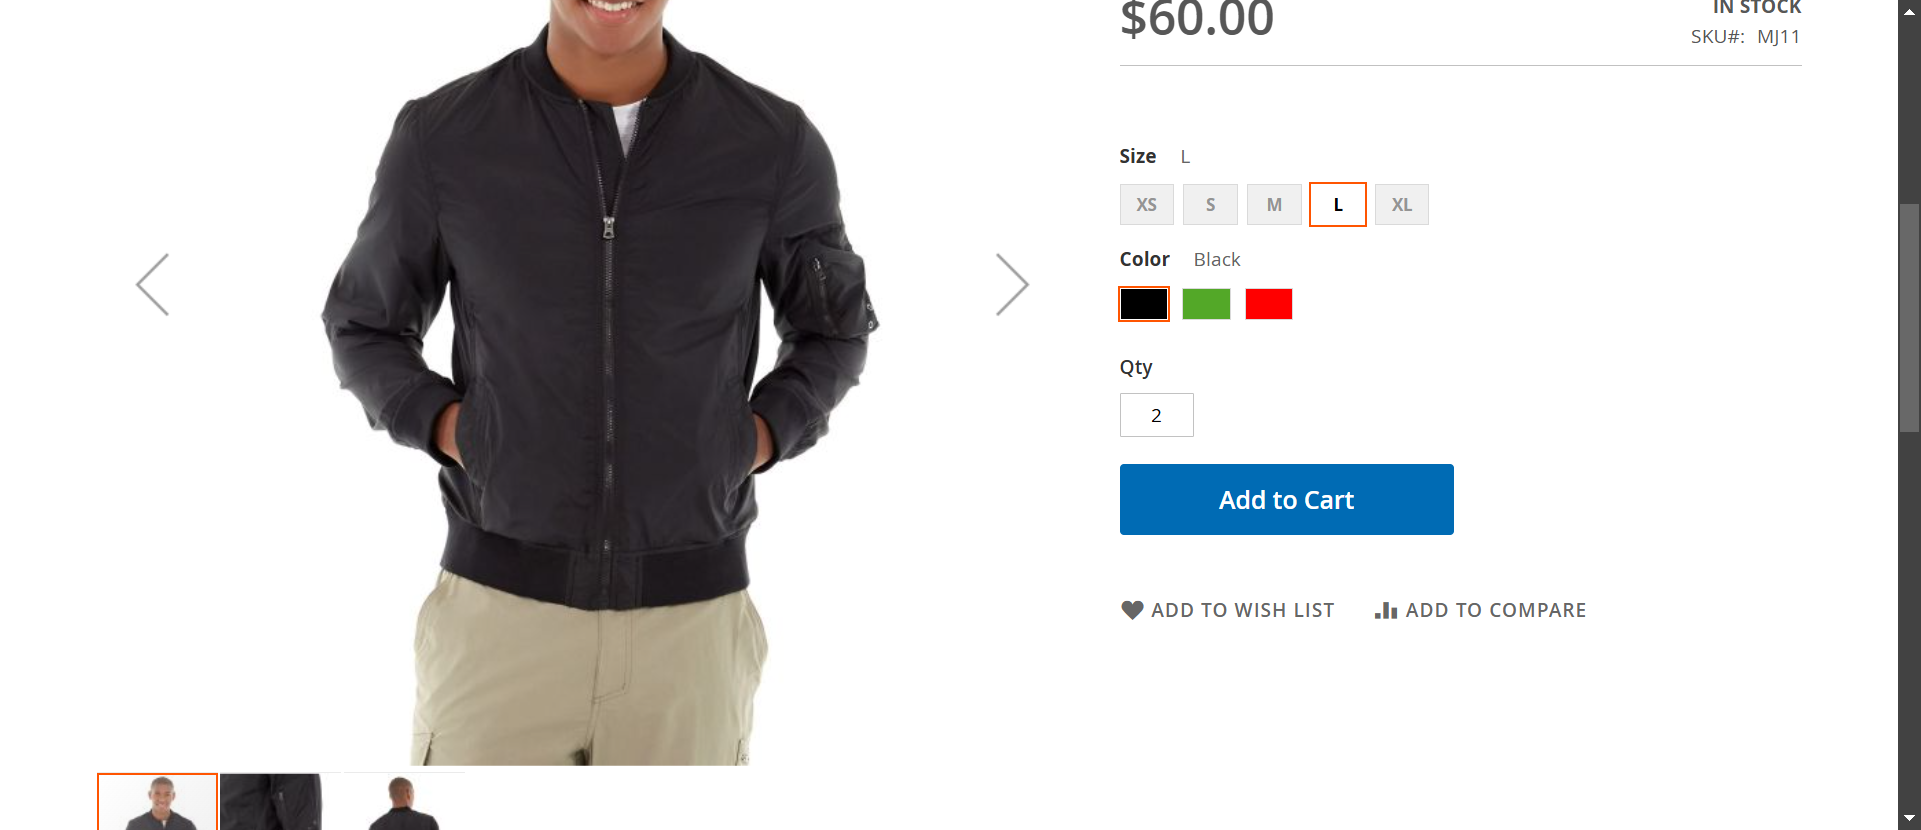 $60.00
IN STOCK
SKU#: MJ11
Size L
XS S M L XL
Color Black
Qty
2
Add to Cart
ADD TO WISH LIST ADD TO COMPARE